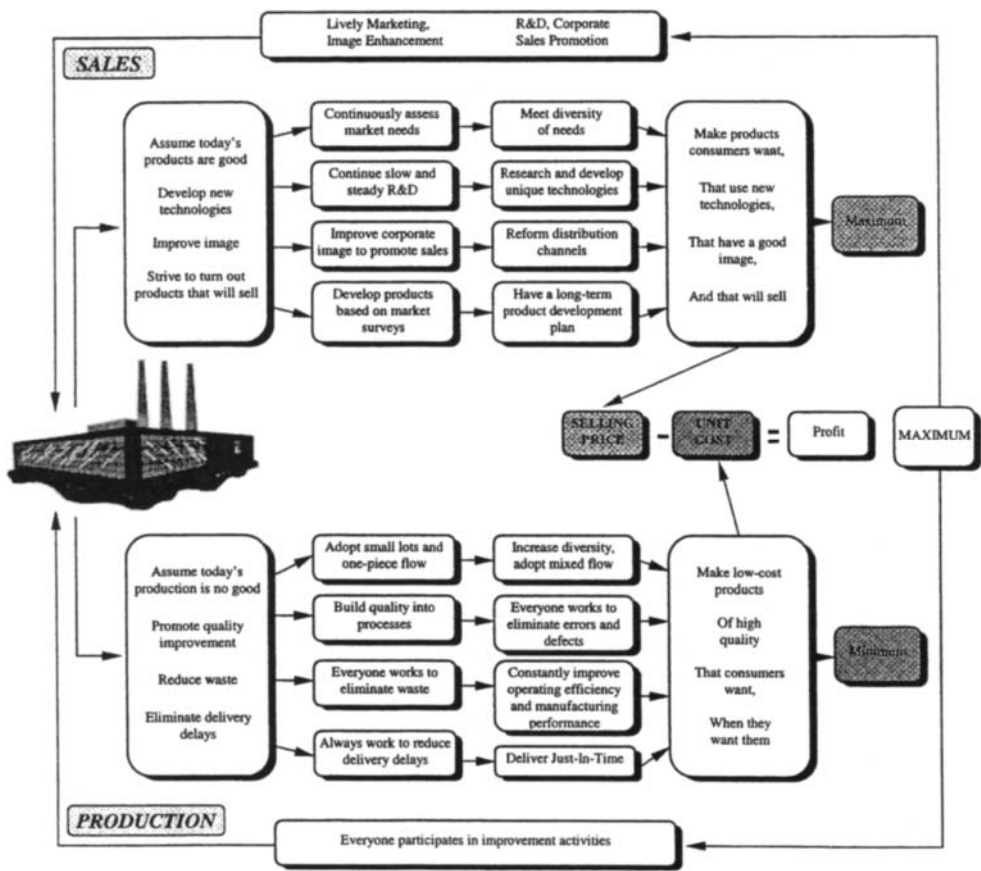 Lively Marketing,
Image Enhancement
R&D, Corporate
Sales Promotion
SALES
Assume today's
products are good
Develop new
technologies
Improve image
Strive to turn out
products that will sell
Continuously assess
market needs
Meet diversity
of needs
Continue slow and
steady R&D
Research and develop
unique technologies
Improve corporate
image to promote sales
Reform distribution
channels
Develop products
based on market
surveys
Have a long-term
product development
plan
Make products
consumers want,
That use new
technologies,
That have a good
image,
And that will sell
Maximum
SELLING
PRICE
–
UNIT
COST
=
Profit
MAXIMUM
Assume today's
production is no good
Promote quality
improvement
Reduce waste
Eliminate delivery
delays
Adopt small lots and
one-piece flow
Increase diversity,
adopt mixed flow
Build quality into
processes
Everyone works to
eliminate errors and
defects
Everyone works to
eliminate waste
Constantly improve
operating efficiency
and manufacturing
performance
Always work to reduce
delivery delays
Deliver Just-In-Time
Make low-cost
products
Of high
quality
That consumers
want,
When they
want them
Minimum
PRODUCTION
Everyone participates in improvement activities